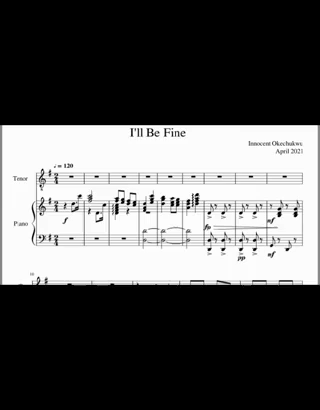 I'll Be Fine
Innocent Okechukwu
April 2021
♩ = 120
Tenor
Piano
f
fp
mf
pp
mf